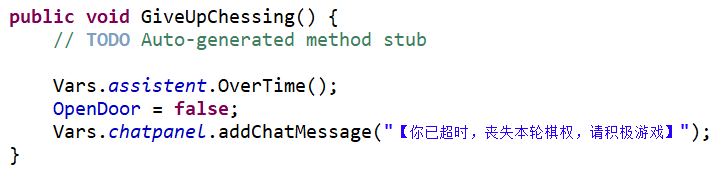 public void GiveUpChessing() {
// TODO Auto-generated method stub
Vars.assistent.OverTime();
OpenDoor = false;
Vars.chatpanel.addChatMessage("【你已超时，丧失本轮棋权，请积极游戏】");
}